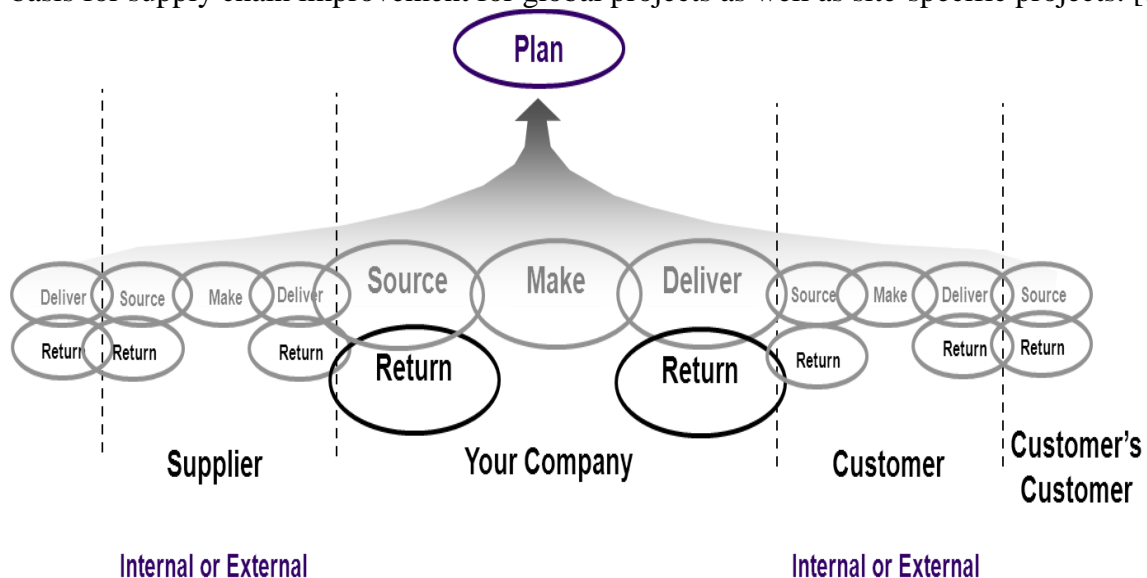 basis for supply chain improvement for global projects as well as site-specific projects. [
Plan
Deliver Source Make Deliver Source Make Deliver Source Make Deliver Source
Return Return Return Return Return Return Return Return
Supplier Your Company Customer Customer's
Customer
Internal or External Internal or External